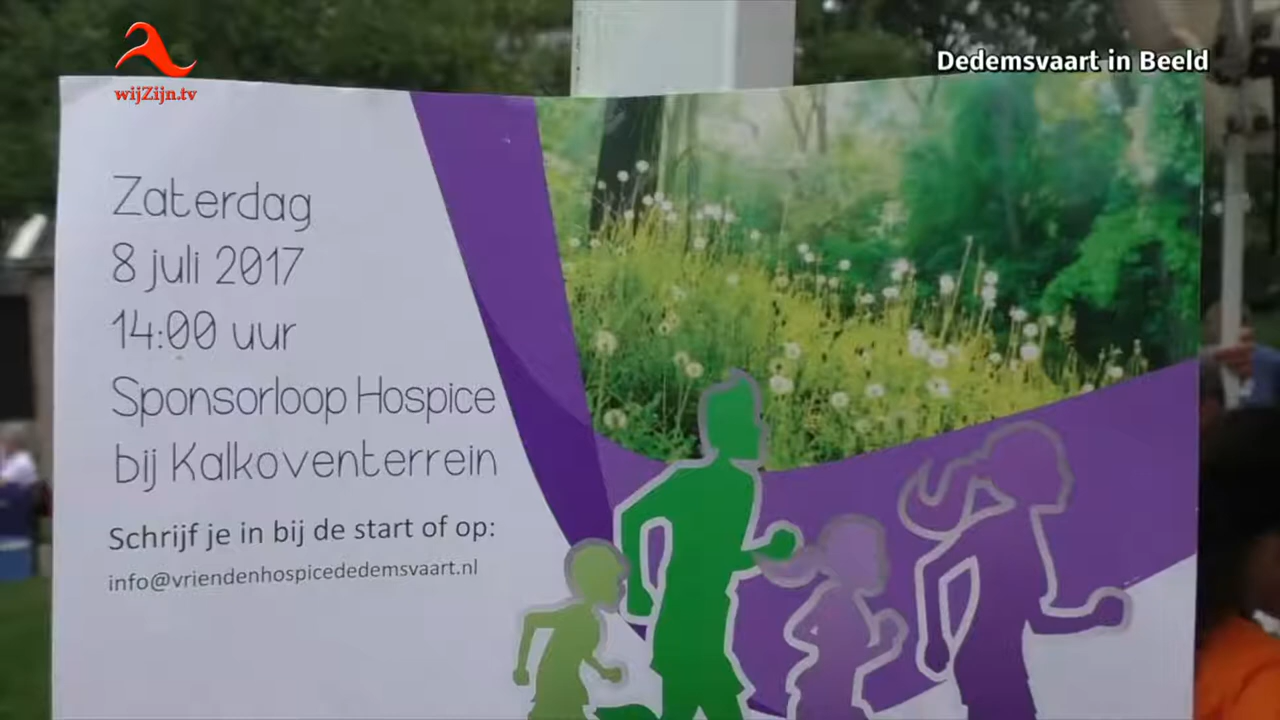 wijZijn.tv
Dedemsvaart in Beeld
Zaterdag
8 juli 2017
14:00 uur
Sponsorloop Hospice
bij Kalkoventerrein
Schrijf je in bij de start of op:
info@vriendenhospicededemsvaart.nl